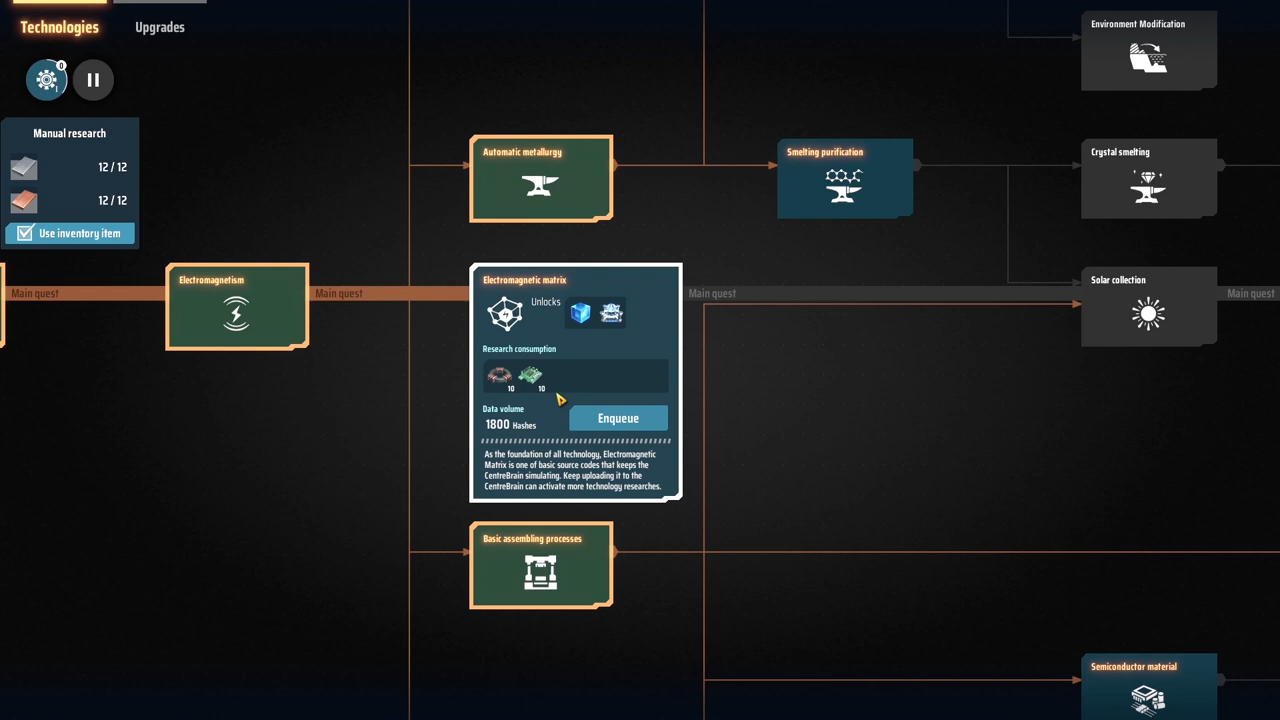 Technologies
Upgrades
0
1
Manual research
12 / 12
12 / 12
Use inventory item
Main quest
Electromagnetism
Main quest
Automatic metallurgy
Smelting purification
Environment Modification
Crystal smelting
Solar collection
Main quest
Main quest
Electromagnetic matrix
Unlocks
Research consumption
10
10
Data volume
1800 Hashes
Enqueue
As the foundation of all technology, Electromagnetic
Matrix is one of basic source codes that keeps the
CentreBrain simulating. Keep uploading it to the
CentreBrain can activate more technology researches.
Basic assembling processes
Semiconductor material